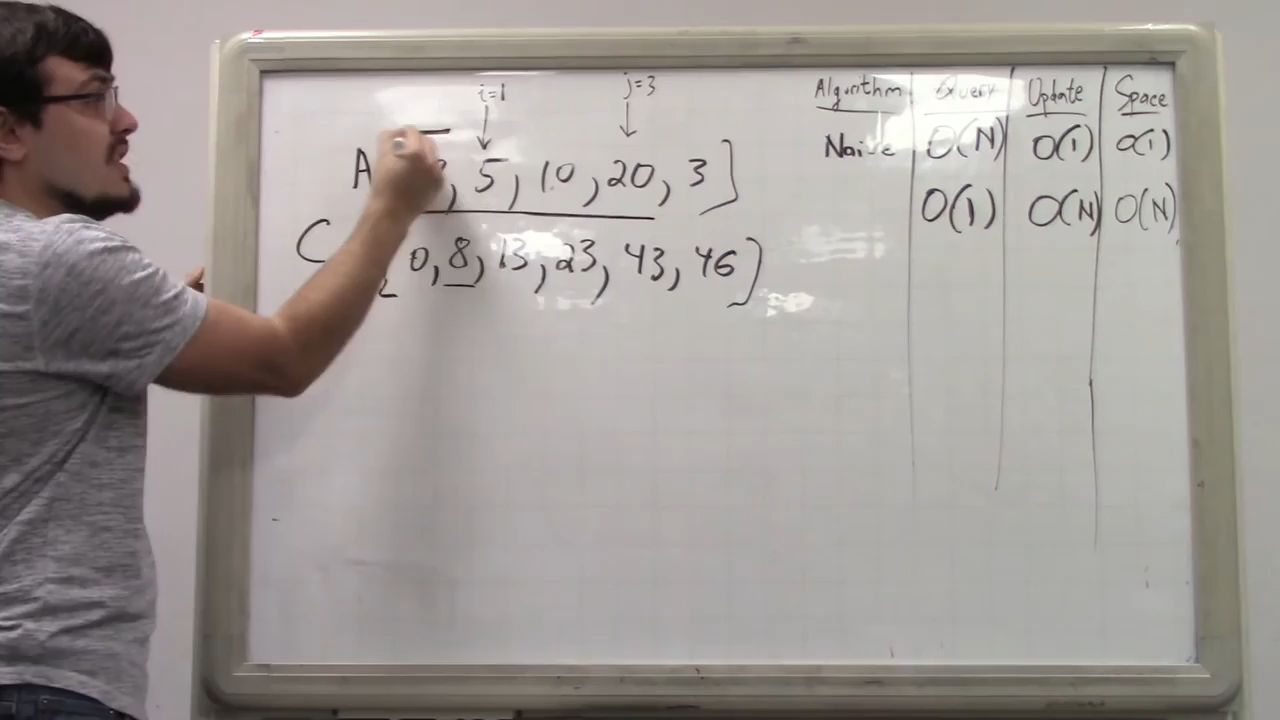 i=1 j=3
A , 5, 10, 20, 3]
C [0, 8, 13, 23, 43, 46]
Algorithm Query Update Space
Naive O(N) O(1) O(1)
O(1) O(N) O(N)